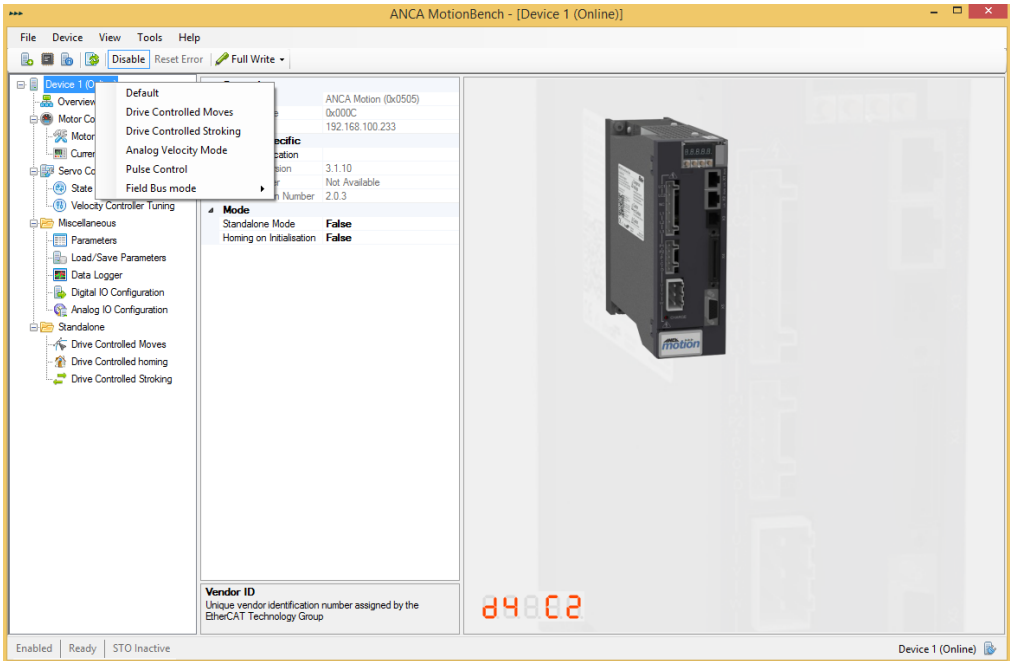 ANCA MotionBench - [Device 1 (Online)]
File Device View Tools Help
Disable Reset Error Full Write
Device 1 (O
Overview
Motor Co
Motor
Curre
Servo Co
State
Velocity Controller Tuning
Miscellaneous
Parameters
Load/Save Parameters
Data Logger
Digital IO Configuration
Analog IO Configuration
Standalone
Drive Controlled Moves
Drive Controlled homing
Drive Controlled Stroking
Default
Drive Controlled Moves
Drive Controlled Stroking
Analog Velocity Mode
Pulse Control
Field Bus mode
ANCA Motion (0x0505)
0x000C
192.168.100.233
ecific
cation
sion 3.1.10
r Not Available
n Number 2.0.3
Mode
Standalone Mode False
Homing on Initialisation False
Vendor ID
Unique vendor identification number assigned by the
EtherCAT Technology Group
motion
d4 C2
Enabled Ready STO Inactive Device 1 (Online)